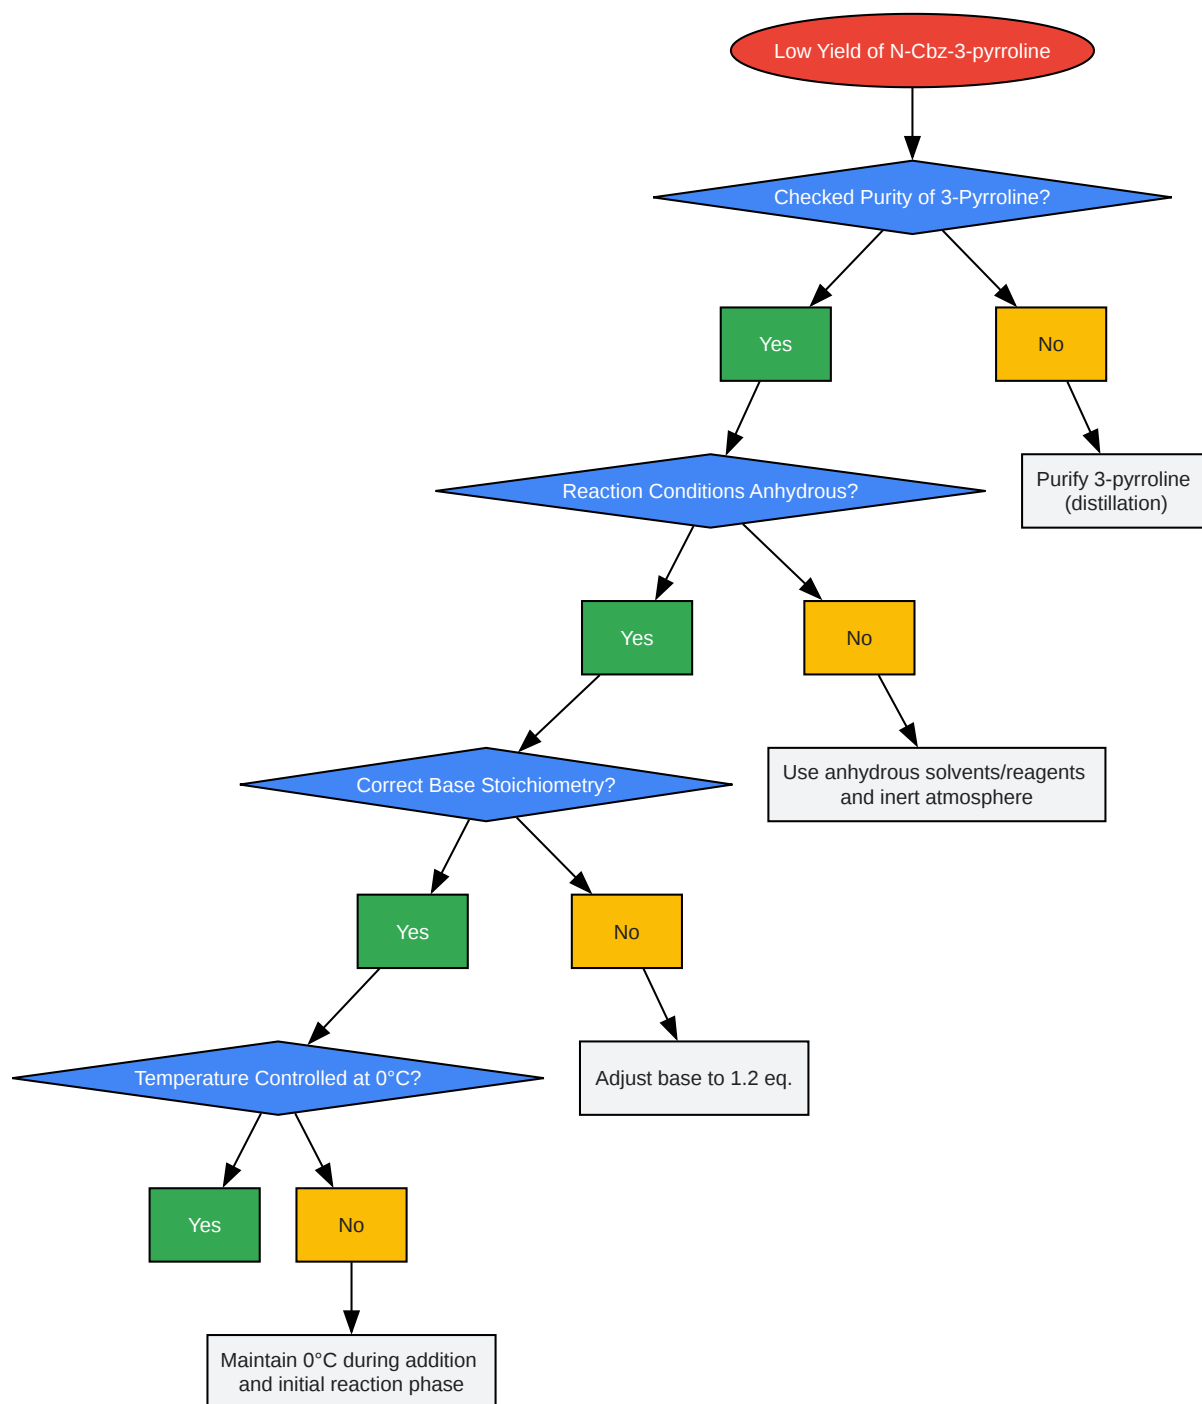 Low Yield of N-Cbz-3-pyrroline
Checked Purity of 3-Pyrroline?
Yes
No
Reaction Conditions Anhydrous?
Purify 3-pyrroline
(distillation)
Yes
No
Correct Base Stoichiometry?
Use anhydrous solvents/reagents
and inert atmosphere
Yes
No
Temperature Controlled at 0°C?
Adjust base to 1.2 eq.
Yes
No
Maintain 0°C during addition
and initial reaction phase